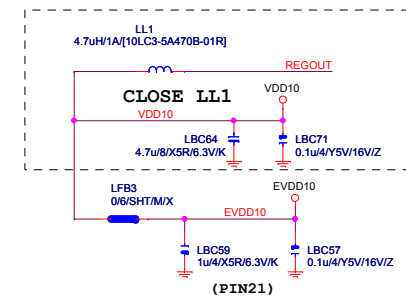 LL1
4.7uH/1A/[10LC3-5A470B-01R]
REGOUT
CLOSE LL1
VDD10
VDD10
LBC64
4.7u/8/X5R/6.3V/K
LBC71
0.1u/4/Y5V/16V/Z
LFB3
0/6/SHT/M/X
EVDD10
EVDD10
LBC59
1u/4/X5R/6.3V/K
LBC57
0.1u/4/Y5V/16V/Z
(PIN21)